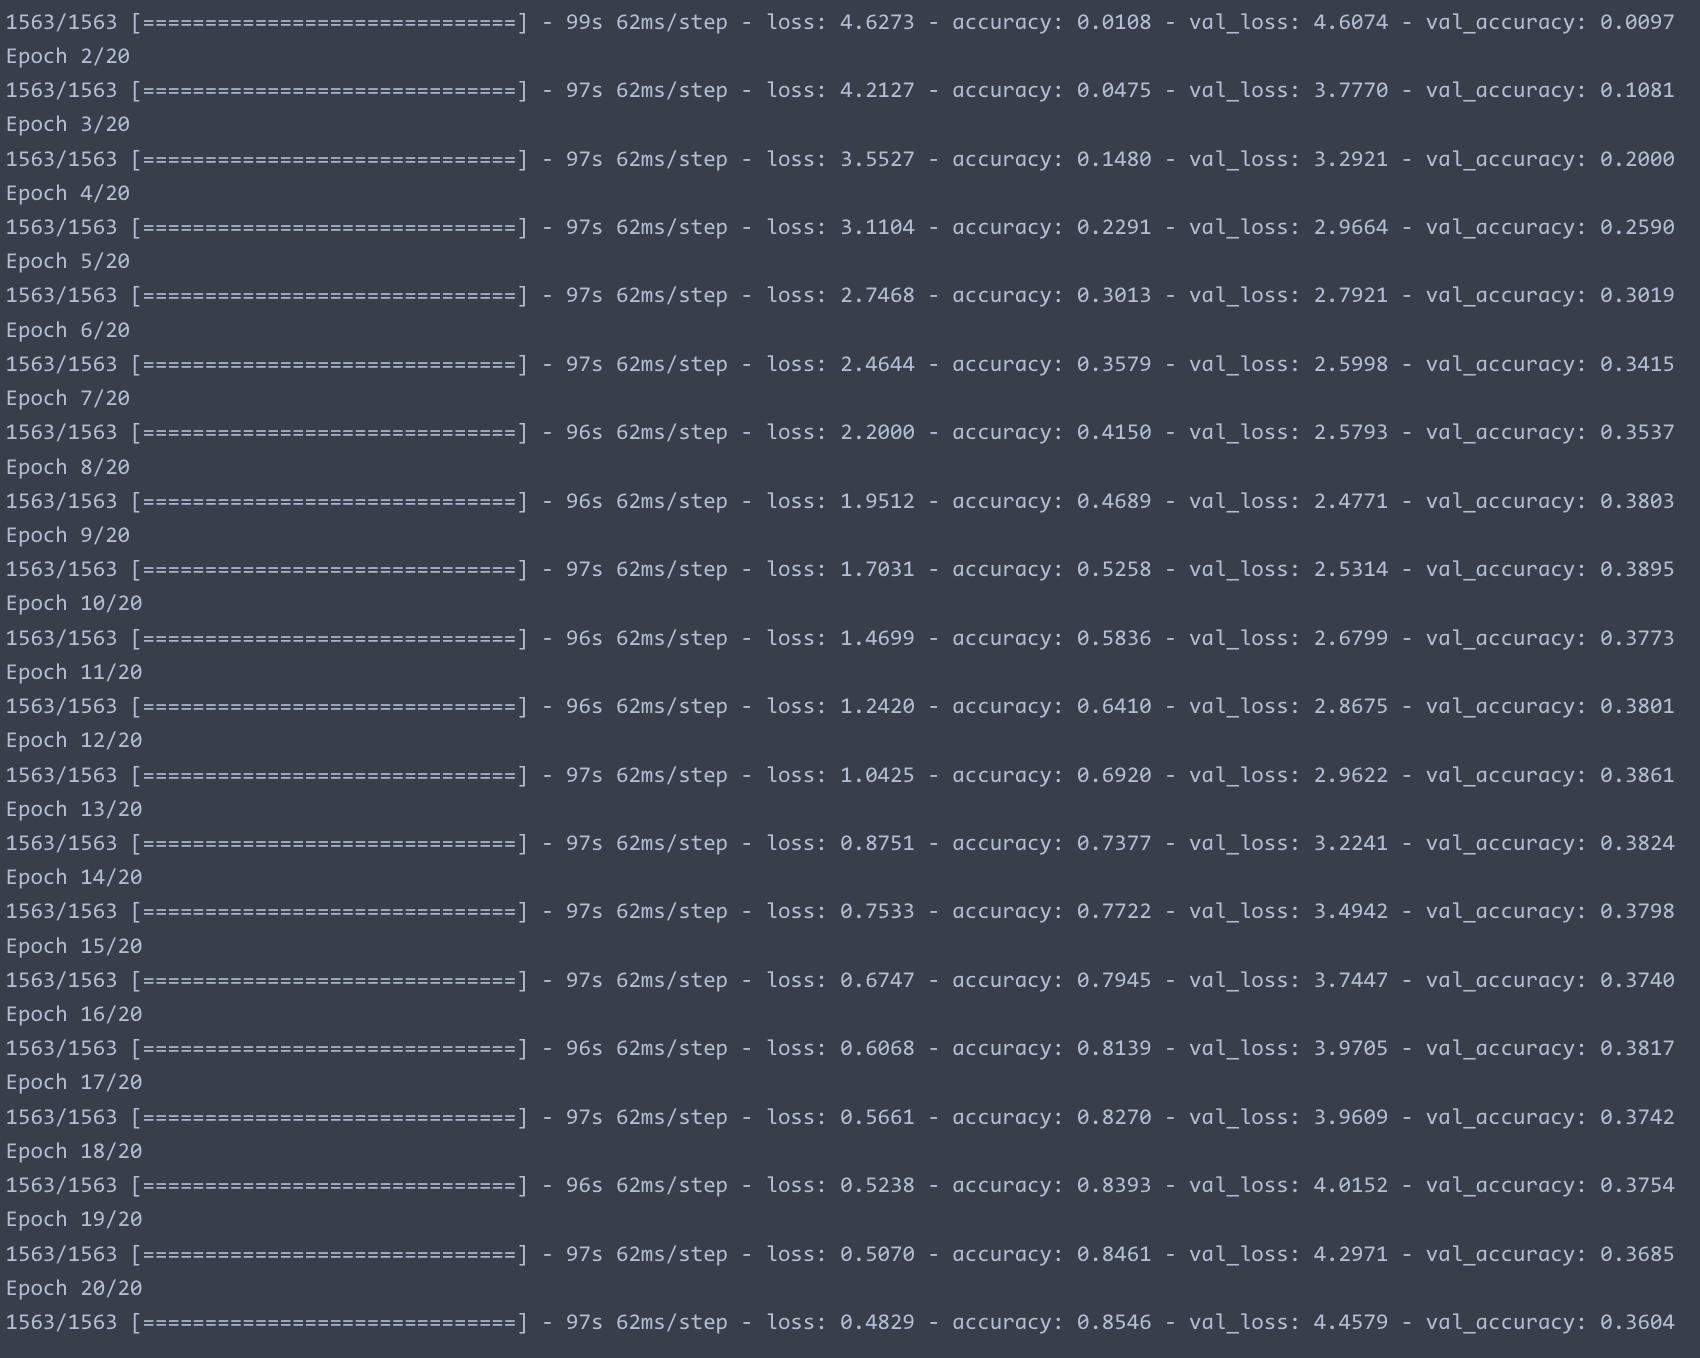 1563/1563 [==============================] - 99s 62ms/step - loss: 4.6273 - accuracy: 0.0108 - val_loss: 4.6074 - val_accuracy: 0.0097
Epoch 2/20
1563/1563 [==============================] - 97s 62ms/step - loss: 4.2127 - accuracy: 0.0475 - val_loss: 3.7770 - val_accuracy: 0.1081
Epoch 3/20
1563/1563 [==============================] - 97s 62ms/step - loss: 3.5527 - accuracy: 0.1480 - val_loss: 3.2921 - val_accuracy: 0.2000
Epoch 4/20
1563/1563 [==============================] - 97s 62ms/step - loss: 3.1104 - accuracy: 0.2291 - val_loss: 2.9664 - val_accuracy: 0.2590
Epoch 5/20
1563/1563 [==============================] - 97s 62ms/step - loss: 2.7468 - accuracy: 0.3013 - val_loss: 2.7921 - val_accuracy: 0.3019
Epoch 6/20
1563/1563 [==============================] - 97s 62ms/step - loss: 2.4644 - accuracy: 0.3579 - val_loss: 2.5998 - val_accuracy: 0.3415
Epoch 7/20
1563/1563 [==============================] - 96s 62ms/step - loss: 2.2000 - accuracy: 0.4150 - val_loss: 2.5793 - val_accuracy: 0.3537
Epoch 8/20
1563/1563 [==============================] - 96s 62ms/step - loss: 1.9512 - accuracy: 0.4689 - val_loss: 2.4771 - val_accuracy: 0.3803
Epoch 9/20
1563/1563 [==============================] - 97s 62ms/step - loss: 1.7031 - accuracy: 0.5258 - val_loss: 2.5314 - val_accuracy: 0.3895
Epoch 10/20
1563/1563 [==============================] - 96s 62ms/step - loss: 1.4699 - accuracy: 0.5836 - val_loss: 2.6799 - val_accuracy: 0.3773
Epoch 11/20
1563/1563 [==============================] - 96s 62ms/step - loss: 1.2420 - accuracy: 0.6410 - val_loss: 2.8675 - val_accuracy: 0.3801
Epoch 12/20
1563/1563 [==============================] - 97s 62ms/step - loss: 1.0425 - accuracy: 0.6920 - val_loss: 2.9622 - val_accuracy: 0.3861
Epoch 13/20
1563/1563 [==============================] - 97s 62ms/step - loss: 0.8751 - accuracy: 0.7377 - val_loss: 3.2241 - val_accuracy: 0.3824
Epoch 14/20
1563/1563 [==============================] - 97s 62ms/step - loss: 0.7533 - accuracy: 0.7722 - val_loss: 3.4942 - val_accuracy: 0.3798
Epoch 15/20
1563/1563 [==============================] - 97s 62ms/step - loss: 0.6747 - accuracy: 0.7945 - val_loss: 3.7447 - val_accuracy: 0.3740
Epoch 16/20
1563/1563 [==============================] - 96s 62ms/step - loss: 0.6068 - accuracy: 0.8139 - val_loss: 3.9705 - val_accuracy: 0.3817
Epoch 17/20
1563/1563 [==============================] - 97s 62ms/step - loss: 0.5661 - accuracy: 0.8270 - val_loss: 3.9609 - val_accuracy: 0.3742
Epoch 18/20
1563/1563 [==============================] - 96s 62ms/step - loss: 0.5238 - accuracy: 0.8393 - val_loss: 4.0152 - val_accuracy: 0.3754
Epoch 19/20
1563/1563 [==============================] - 97s 62ms/step - loss: 0.5070 - accuracy: 0.8461 - val_loss: 4.2971 - val_accuracy: 0.3685
Epoch 20/20
1563/1563 [==============================] - 97s 62ms/step - loss: 0.4829 - accuracy: 0.8546 - val_loss: 4.4579 - val_accuracy: 0.3604